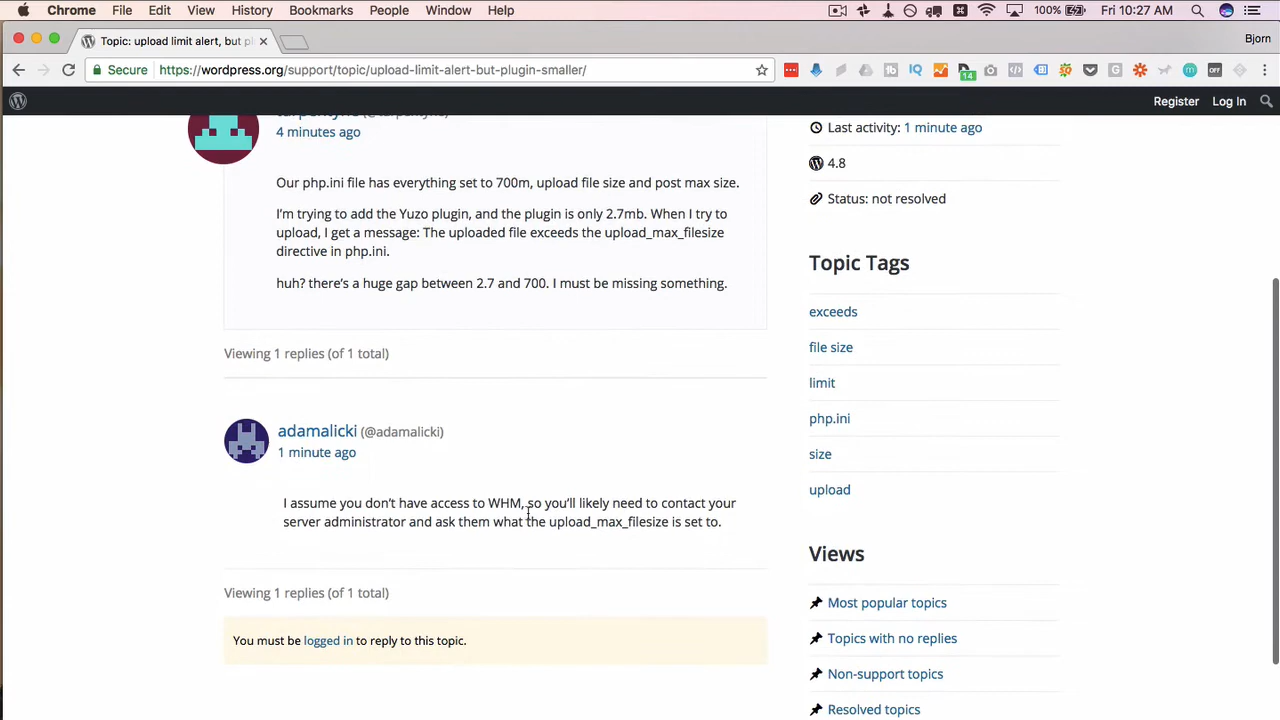 Chrome File Edit View History Bookmarks People Window Help
100% Fri 10:27 AM
Topic: upload limit alert, but pl
Bjorn
Secure https://wordpress.org/support/topic/upload-limit-alert-but-plugin-smaller/
14
OFF
Register Log In
4 minutes ago
Our php.ini file has everything set to 700m, upload file size and post max size.
I'm trying to add the Yuzo plugin, and the plugin is only 2.7mb. When I try to
upload, I get a message: The uploaded file exceeds the upload_max_filesize
directive in php.ini.
huh? there's a huge gap between 2.7 and 700. I must be missing something.
Viewing 1 replies (of 1 total)
adamalicki (@adamalicki)
1 minute ago
I assume you don't have access to WHM, so you'll likely need to contact your
server administrator and ask them what the upload_max_filesize is set to.
Viewing 1 replies (of 1 total)
You must be logged in to reply to this topic.
Last activity: 1 minute ago
4.8
Status: not resolved
Topic Tags
exceeds
file size
limit
php.ini
size
upload
Views
Most popular topics
Topics with no replies
Non-support topics
Resolved topics